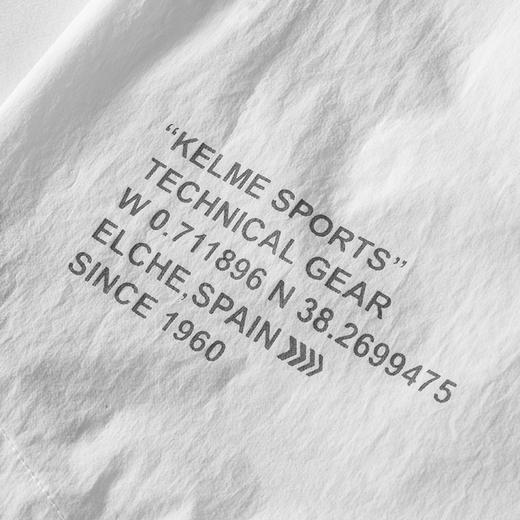 “KELME SPORTS”
TECHNICAL GEAR
W 0.711896 N 38.2699475
ELCHE,SPAIN
SINCE 1960